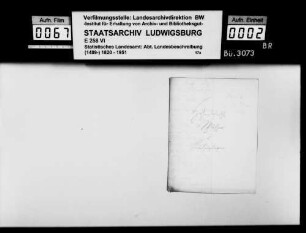 Aufn. Film
0067
Verfilmungsstelle: Landesarchivdirektion BW
-Institut für Erhaltung von Archiv- und Bibliotheksgut-
STAATSARCHIV LUDWIGSBURG
E 258 VI
Statistisches Landesamt: Abt. Landesbeschreibung
(1489-) 1820 - 1951
Aufn. Einheit
0002
BR
Bü. 3073